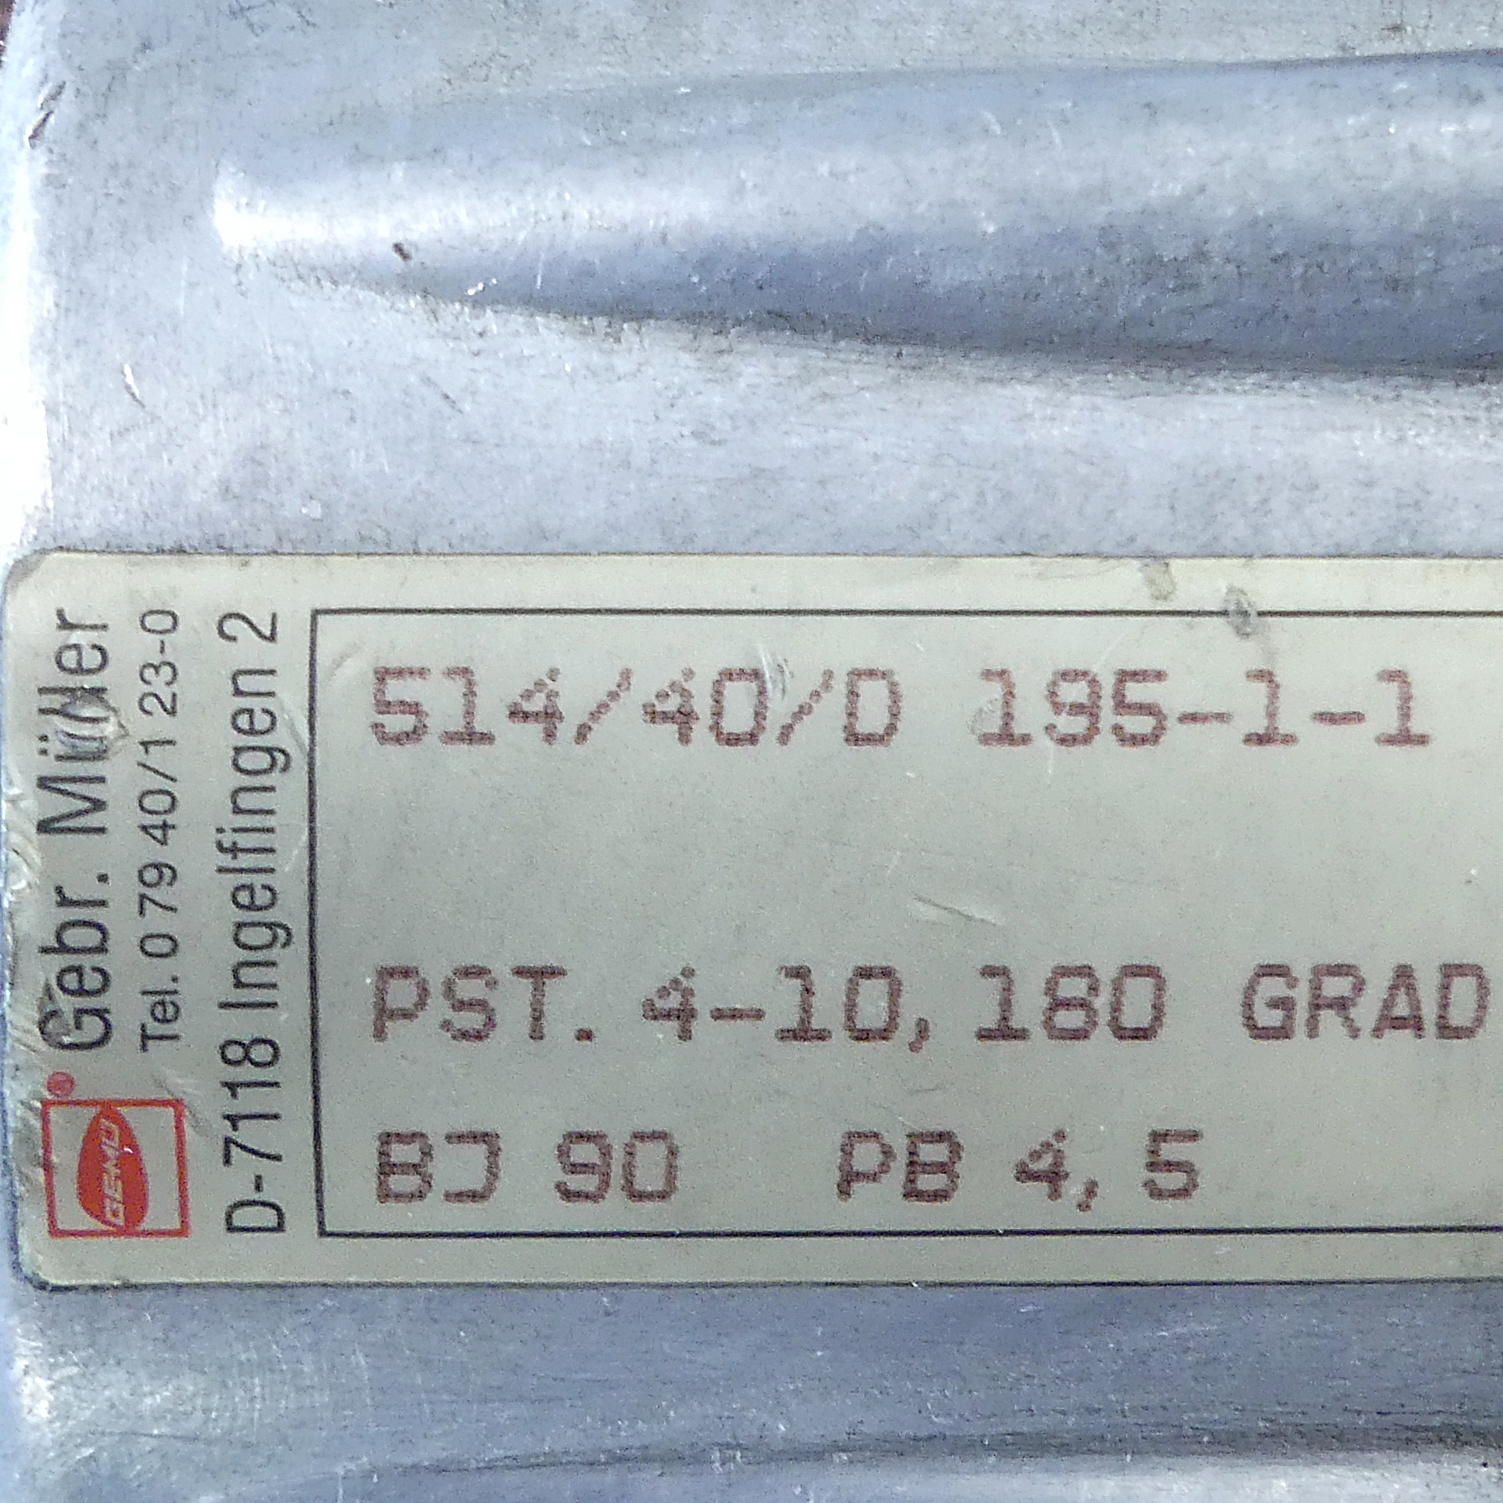 Gebr. Müller
Tel. 0 79 40/1 23-0
D-7118 Ingelfingen 2
GEMÜ
®
514/40/D 195-1-1
PST. 4-10,180 GRAD
BJ 90 PB 4,5